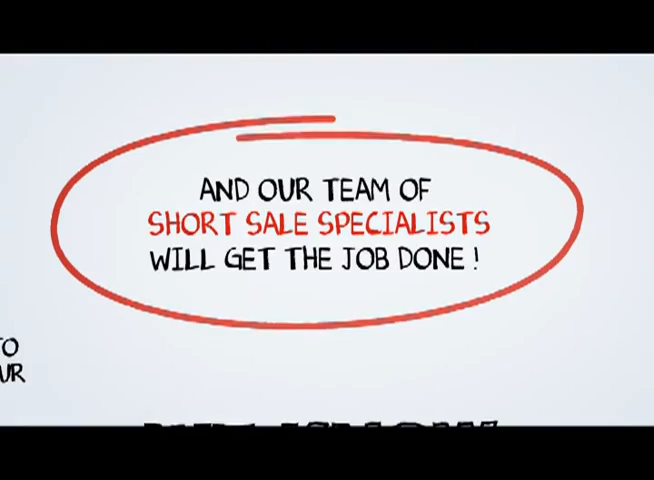 AND OUR TEAM OF
SHORT SALE SPECIALISTS
WILL GET THE JOB DONE !